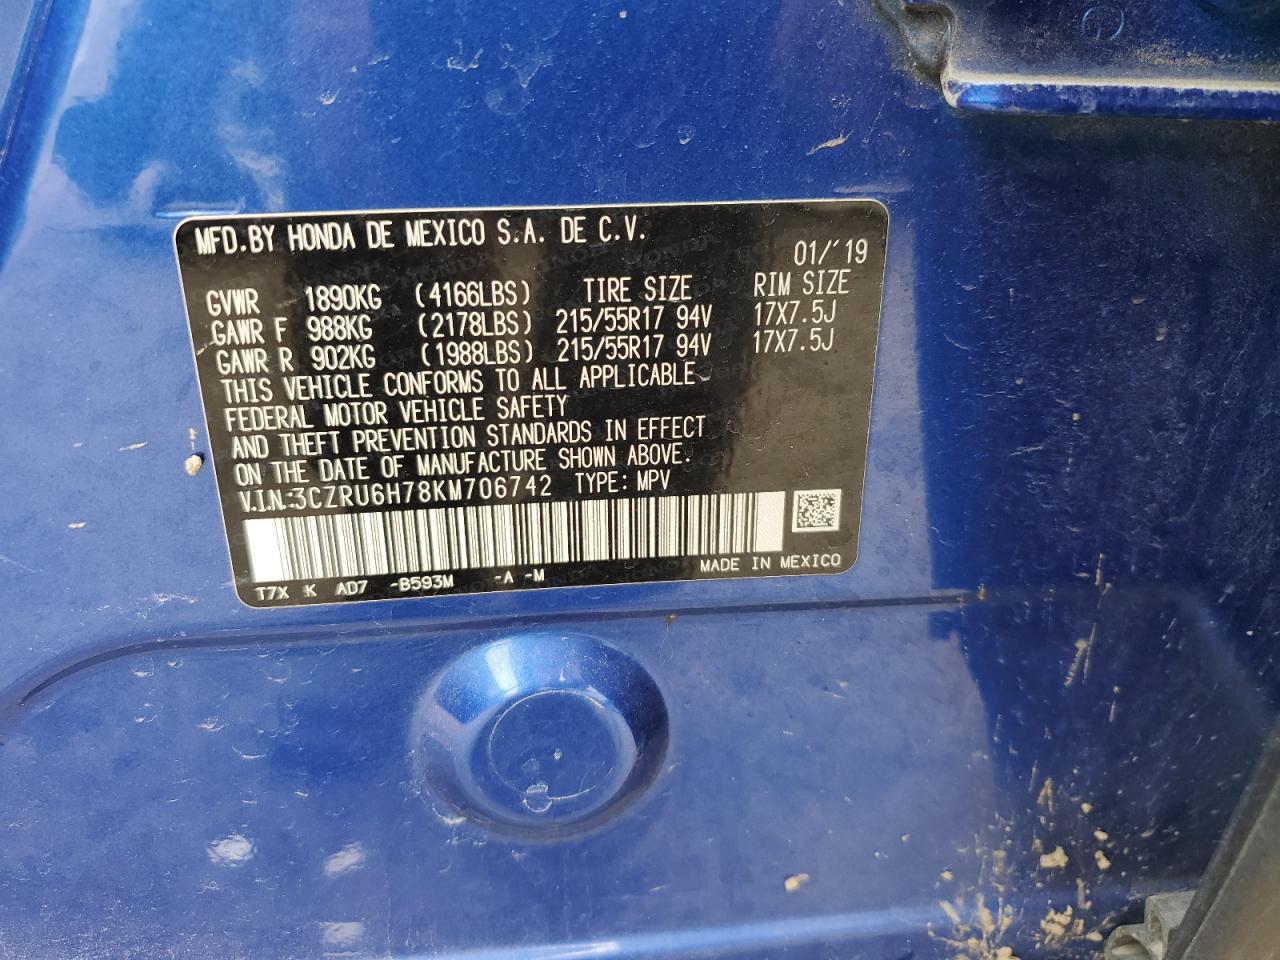 MFD.BY HONDA DE MEXICO S.A. DE C.V.
01/'19
GVWR 1890KG (4166LBS) TIRE SIZE RIM SIZE
GAWR F 988KG (2178LBS) 215/55R17 94V 17X7.5J
GAWR R 902KG (1988LBS) 215/55R17 94V 17X7.5J
THIS VEHICLE CONFORMS TO ALL APPLICABLE
FEDERAL MOTOR VEHICLE SAFETY
AND THEFT PREVENTION STANDARDS IN EFFECT
ON THE DATE OF MANUFACTURE SHOWN ABOVE.
V.I.N:3CZRU6H78KM706742 TYPE: MPV
T7X K AD7 -B593M -A -M MADE IN MEXICO